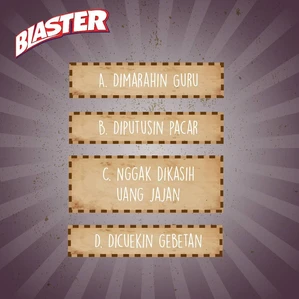 BLASTER
A. DIMARAHIN GURU
B. DIPUTUSIN PACAR
C. NGGAK DIKASIH
UANG JAJAN
D. DICUEKIN GEBETAN